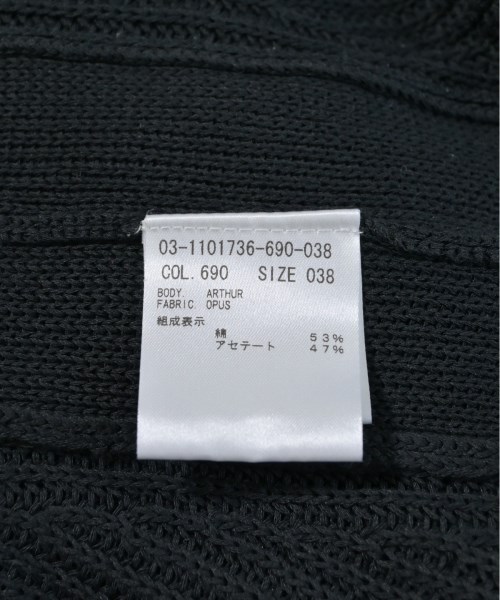 03-1101736-690-038
COL.690 SIZE 038
BODY. ARTHUR
FABRIC. OPUS
組成表示
綿 53%
アセテート 47%